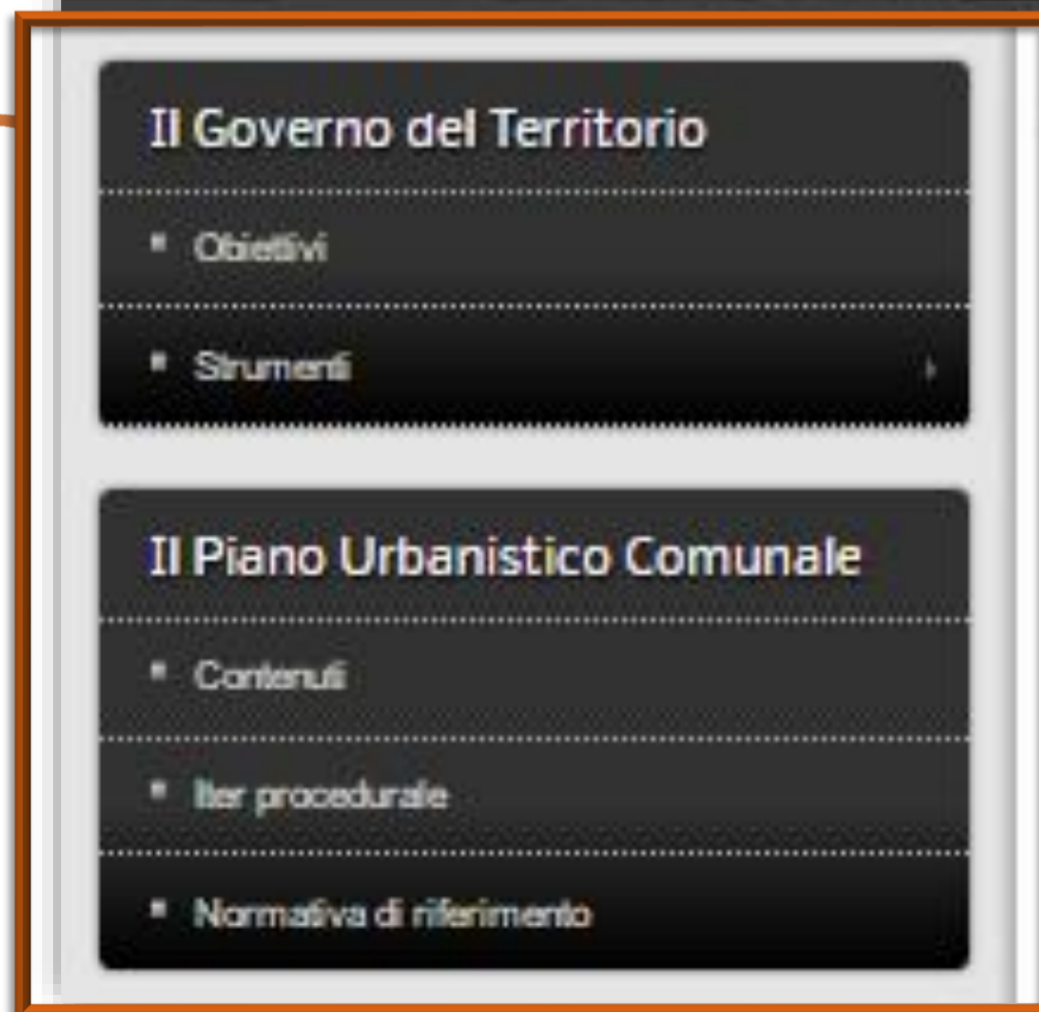 Il Governo del Territorio
Obiettivi
Strumenti
Il Piano Urbanistico Comunale
Contenuti
Iter procedurale
Normativa di riferimento